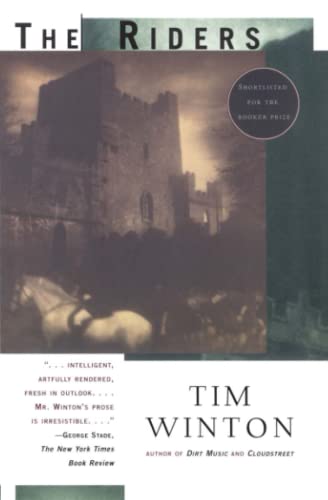 THE RIDERS
SHORTLISTED
FOR THE
BOOKER PRIZE
“. . . INTELLIGENT,
ARTFULLY RENDERED,
FRESH IN OUTLOOK. . . .
MR. WINTON'S PROSE
IS IRRESISTIBLE. . . .”
—GEORGE STADE,
The New York Times
Book Review
TIM
WINTON
AUTHOR OF DIRT MUSIC AND CLOUDSTREET